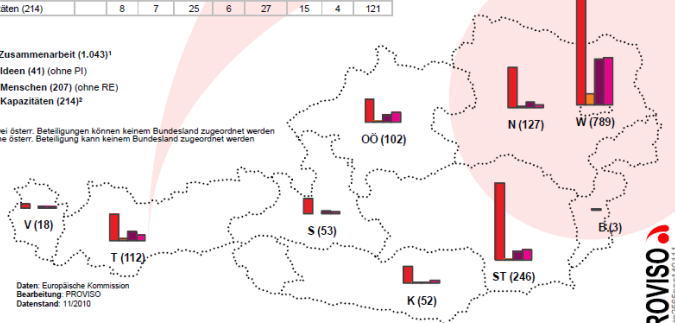 täten (214) 8 7 25 6 27 15 4 121
Zusammenarbeit (1.043)¹
Ideen (41) (ohne PI)
Menschen (207) (ohne RE)
Kapazitäten (214)²
ei österr. Beteiligungen können keinem Bundesland zugeordnet werden
ne österr. Beteiligung kann keinem Bundesland zugeordnet werden
OÖ (102)
N (127)
W (789)
V (18)
T (112)
S (53)
B (3)
ST (246)
K (52)
Daten: Europäische Kommission
Bearbeitung: PROVISO
Datenstand: 11/2010
ROVISO